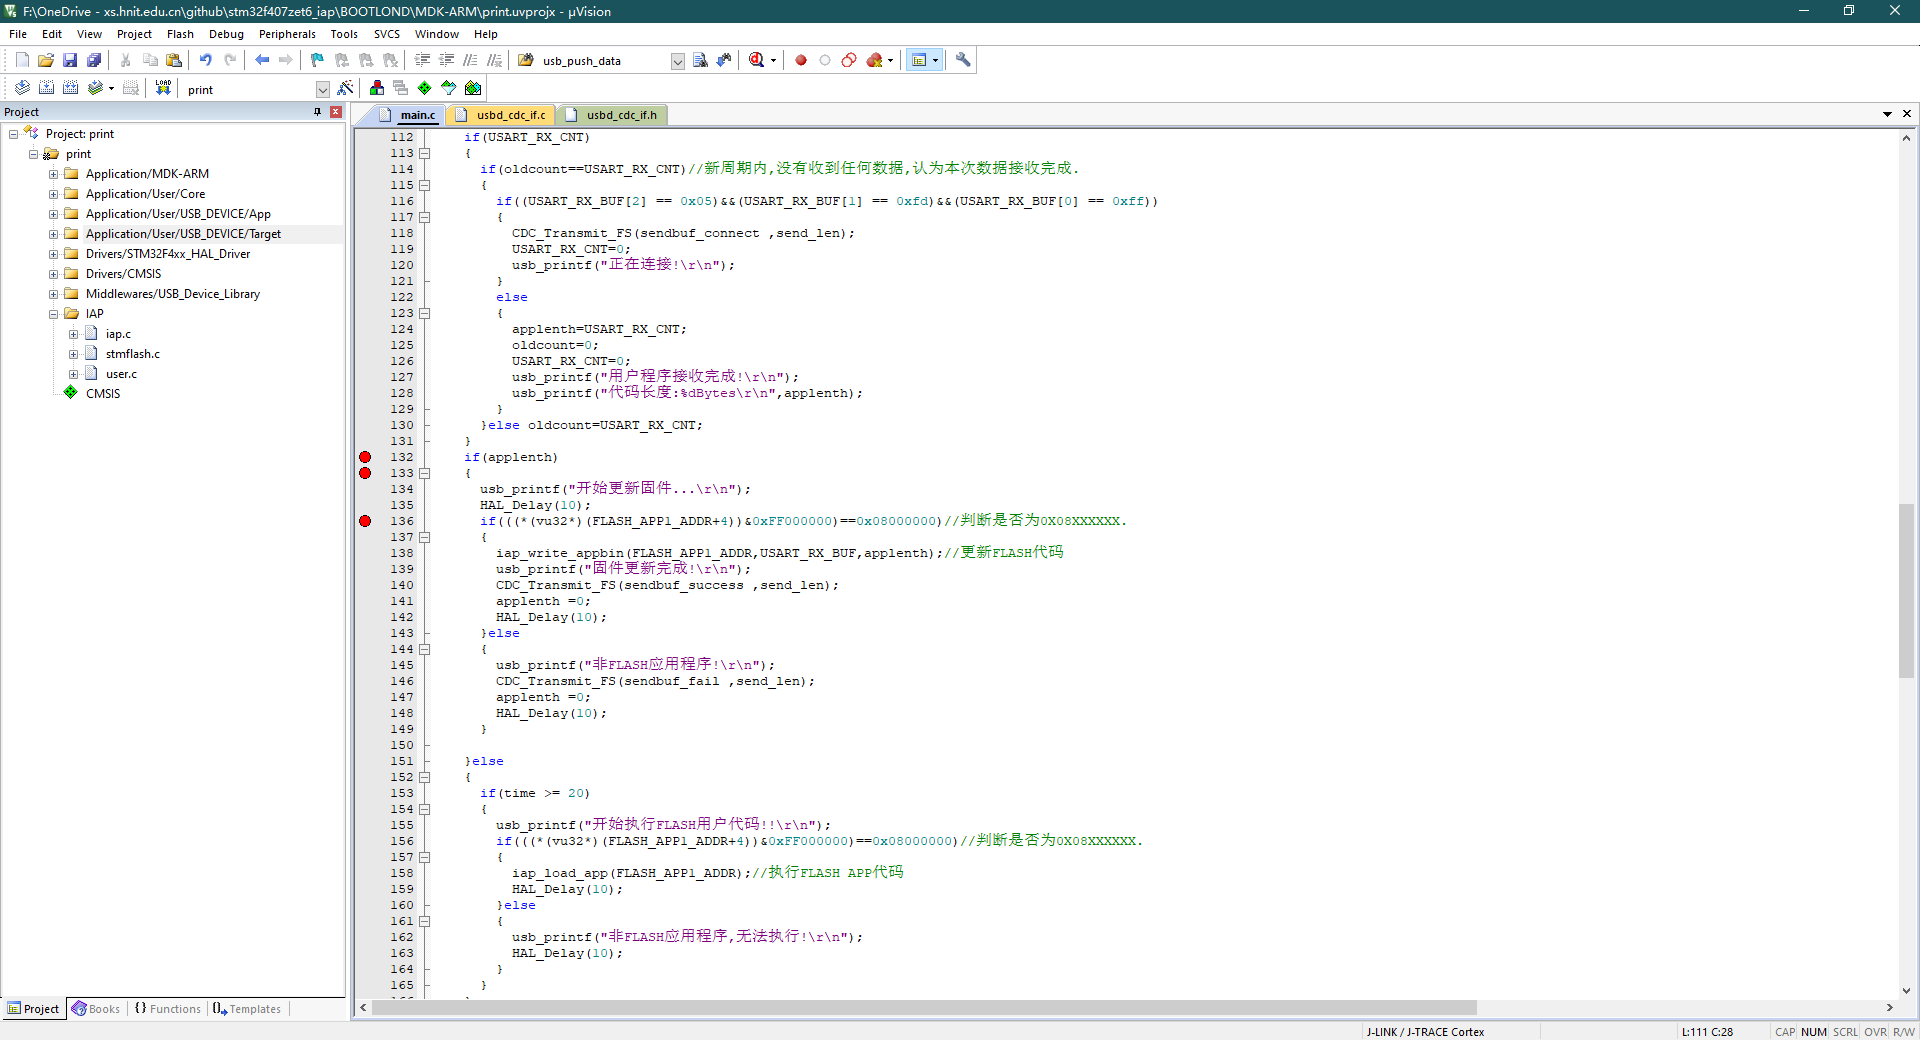 F:\OneDrive - xs.hnit.edu.cn\github\stm32f407zet6_iap\BOOTLOND\MDK-ARM\print.uvprojx - µVision
File Edit View Project Flash Debug Peripherals Tools SVCS Window Help
usb_push_data
LOAD print
Project
Project: print
print
Application/MDK-ARM
Application/User/Core
Application/User/USB_DEVICE/App
Application/User/USB_DEVICE/Target
Drivers/STM32F4xx_HAL_Driver
Drivers/CMSIS
Middlewares/USB_Device_Library
IAP
iap.c
stmflash.c
user.c
CMSIS
Project Books Functions Templates
main.c usbd_cdc_if.c usbd_cdc_if.h
112 if(USART_RX_CNT)
113 {
114 if(oldcount==USART_RX_CNT)//新周期内,没有收到任何数据,认为本次数据接收完成.
115 {
116 if((USART_RX_BUF[2] == 0x05)&&(USART_RX_BUF[1] == 0xfd)&&(USART_RX_BUF[0] == 0xff))
117 {
118 CDC_Transmit_FS(sendbuf_connect ,send_len);
119 USART_RX_CNT=0;
120 usb_printf("正在连接!\r\n");
121 }
122 else
123 {
124 applenth=USART_RX_CNT;
125 oldcount=0;
126 USART_RX_CNT=0;
127 usb_printf("用户程序接收完成!\r\n");
128 usb_printf("代码长度:%dBytes\r\n",applenth);
129 }
130 }else oldcount=USART_RX_CNT;
131 }
132 if(applenth)
133 {
134 usb_printf("开始更新固件...\r\n");
135 HAL_Delay(10);
136 if(((*(vu32*)(FLASH_APP1_ADDR+4))&0xFF000000)==0x08000000)//判断是否为0X08XXXXXX.
137 {
138 iap_write_appbin(FLASH_APP1_ADDR,USART_RX_BUF,applenth);//更新FLASH代码
139 usb_printf("固件更新完成!\r\n");
140 CDC_Transmit_FS(sendbuf_success ,send_len);
141 applenth =0;
142 HAL_Delay(10);
143 }else
144 {
145 usb_printf("非FLASH应用程序!\r\n");
146 CDC_Transmit_FS(sendbuf_fail ,send_len);
147 applenth =0;
148 HAL_Delay(10);
149 }
150
151 }else
152 {
153 if(time >= 20)
154 {
155 usb_printf("开始执行FLASH用户代码!!\r\n");
156 if(((*(vu32*)(FLASH_APP1_ADDR+4))&0xFF000000)==0x08000000)//判断是否为0X08XXXXXX.
157 {
158 iap_load_app(FLASH_APP1_ADDR);//执行FLASH APP代码
159 HAL_Delay(10);
160 }else
161 {
162 usb_printf("非FLASH应用程序,无法执行!\r\n");
163 HAL_Delay(10);
164 }
165 }
J-LINK / J-TRACE Cortex L:111 C:28 CAP NUM SCRL OVR R/W